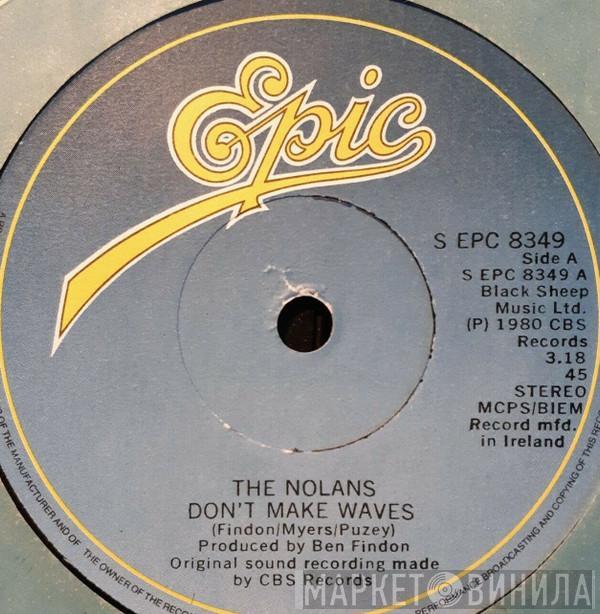 Epic
S EPC 8349
Side A
S EPC 8349 A
Black Sheep
Music Ltd.
(P) 1980 CBS
Records
3.18
45
STEREO
MCPS/BIEM
Record mfd.
in Ireland
THE NOLANS
DON'T MAKE WAVES
(Findon/Myers/Puzey)
Produced by Ben Findon
Original sound recording made
by CBS Records
OF THE MANUFACTURER AND OF THE OWNER OF THE RECOR
PERFORMANCE BROADCASTING AND COPYING OF THIS RECO
МАРКЕТ ВИНИЛА